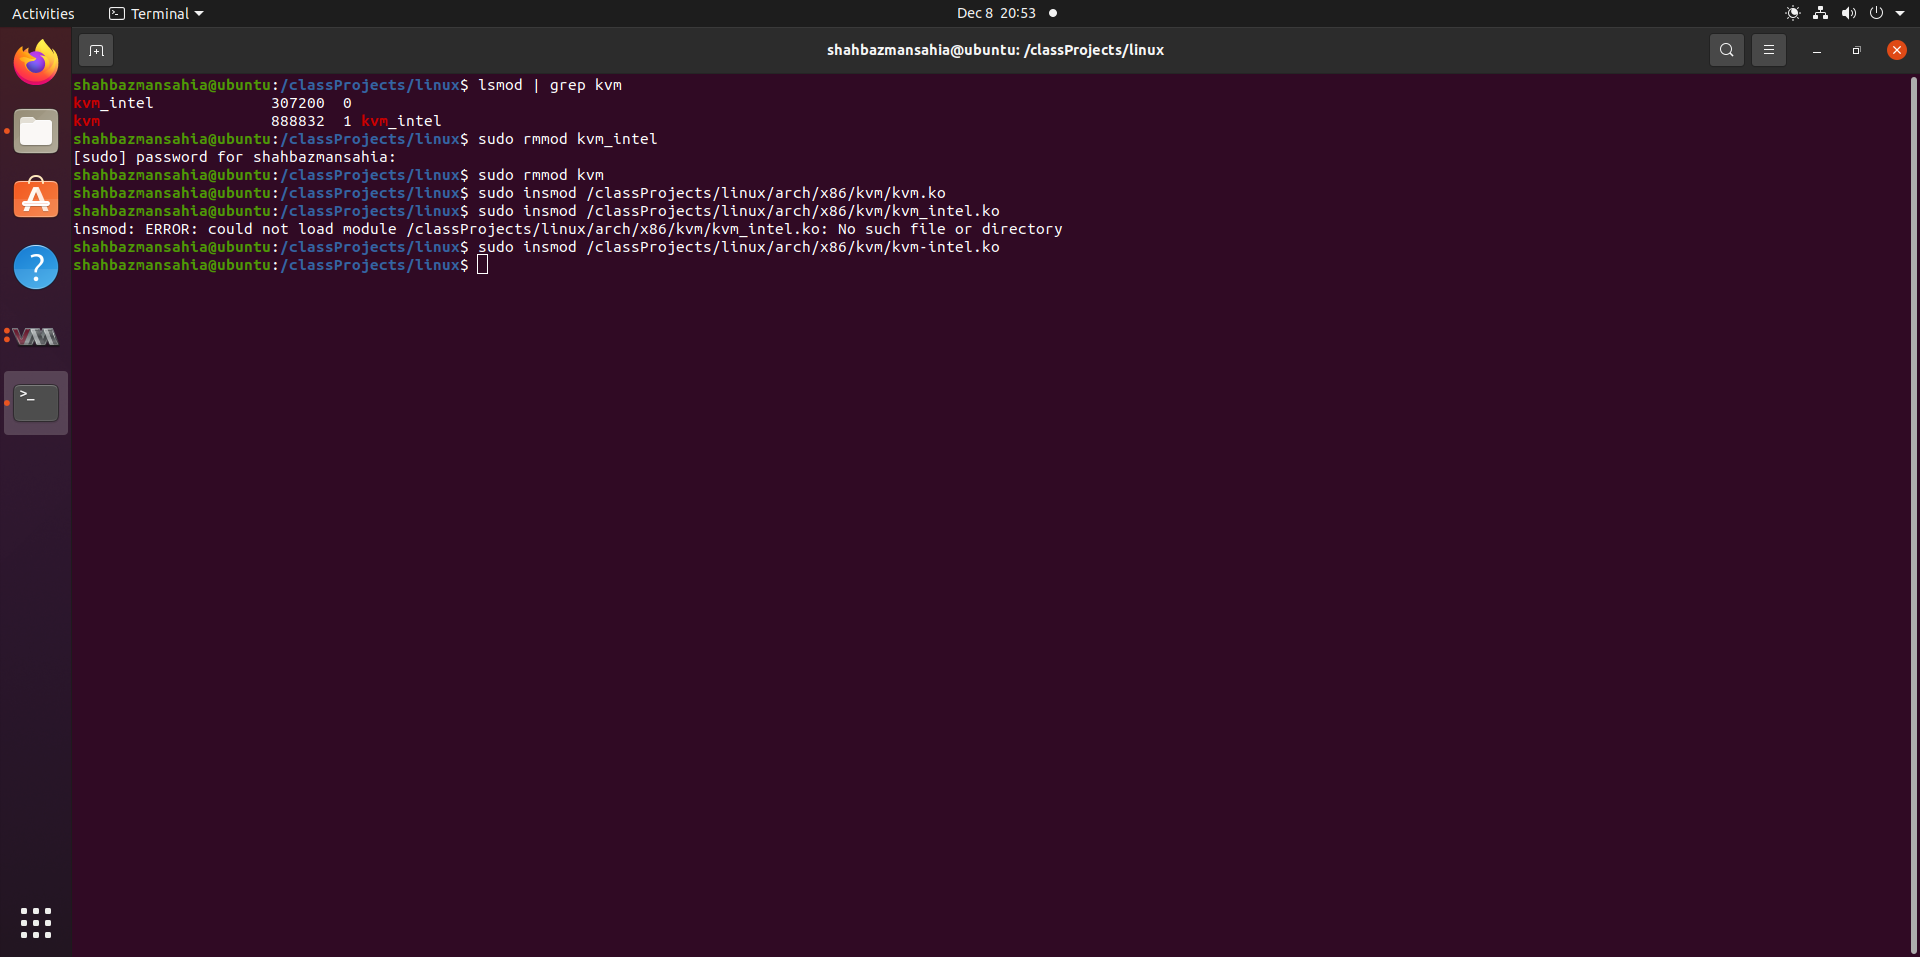 Activities
Terminal
Dec 8 20:53
shahbazmansahia@ubuntu: /classProjects/linux
shahbazmansahia@ubuntu:/classProjects/linux$ lsmod | grep kvm
kvm_intel             307200  0
kvm                   888832  1 kvm_intel
shahbazmansahia@ubuntu:/classProjects/linux$ sudo rmmod kvm_intel
[sudo] password for shahbazmansahia:
shahbazmansahia@ubuntu:/classProjects/linux$ sudo rmmod kvm
shahbazmansahia@ubuntu:/classProjects/linux$ sudo insmod /classProjects/linux/arch/x86/kvm/kvm.ko
shahbazmansahia@ubuntu:/classProjects/linux$ sudo insmod /classProjects/linux/arch/x86/kvm/kvm_intel.ko
insmod: ERROR: could not load module /classProjects/linux/arch/x86/kvm/kvm_intel.ko: No such file or directory
shahbazmansahia@ubuntu:/classProjects/linux$ sudo insmod /classProjects/linux/arch/x86/kvm/kvm-intel.ko
shahbazmansahia@ubuntu:/classProjects/linux$